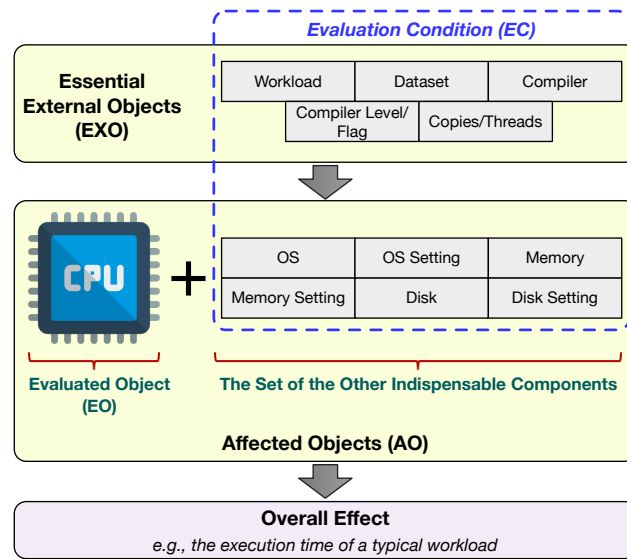 Evaluation Condition (EC)
Essential
External Objects
(EXO)
Workload
Dataset
Compiler
Compiler Level/
Flag
Copies/Threads
CPU
+
OS
OS Setting
Memory
Memory Setting
Disk
Disk Setting
Evaluated Object
(EO)
The Set of the Other Indispensable Components
Affected Objects (AO)
Overall Effect
e.g., the execution time of a typical workload